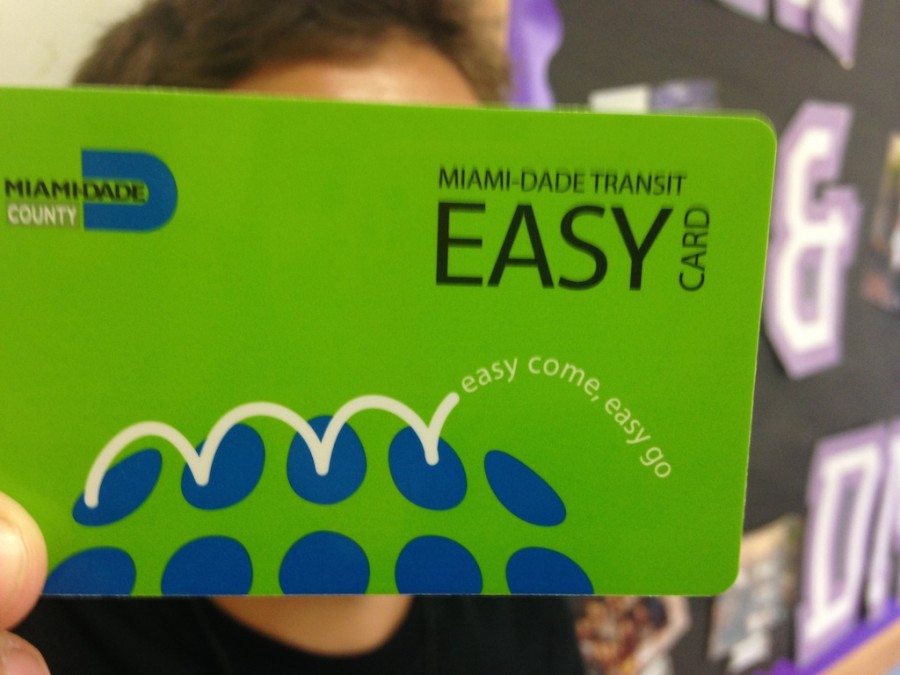 MIAMI-DADE
COUNTY
MIAMI-DADE TRANSIT
EASY
CARD
easy come, easy go
&